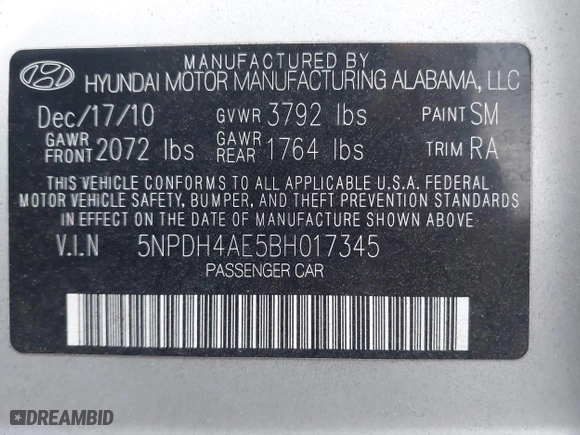 MANUFACTURED BY
HYUNDAI MOTOR MANUFACTURING ALABAMA, LLC
Dec/17/10 GVWR 3792 lbs PAINT SM
GAWR FRONT 2072 lbs GAWR REAR 1764 lbs TRIM RA
THIS VEHICLE CONFORMS TO ALL APPLICABLE U.S.A. FEDERAL
MOTOR VEHICLE SAFETY, BUMPER, AND THEFT PREVENTION STANDARDS
IN EFFECT ON THE DATE OF MANUFACTURE SHOWN ABOVE.
V.I.N 5NPDH4AE5BH017345
PASSENGER CAR
DREAMBID